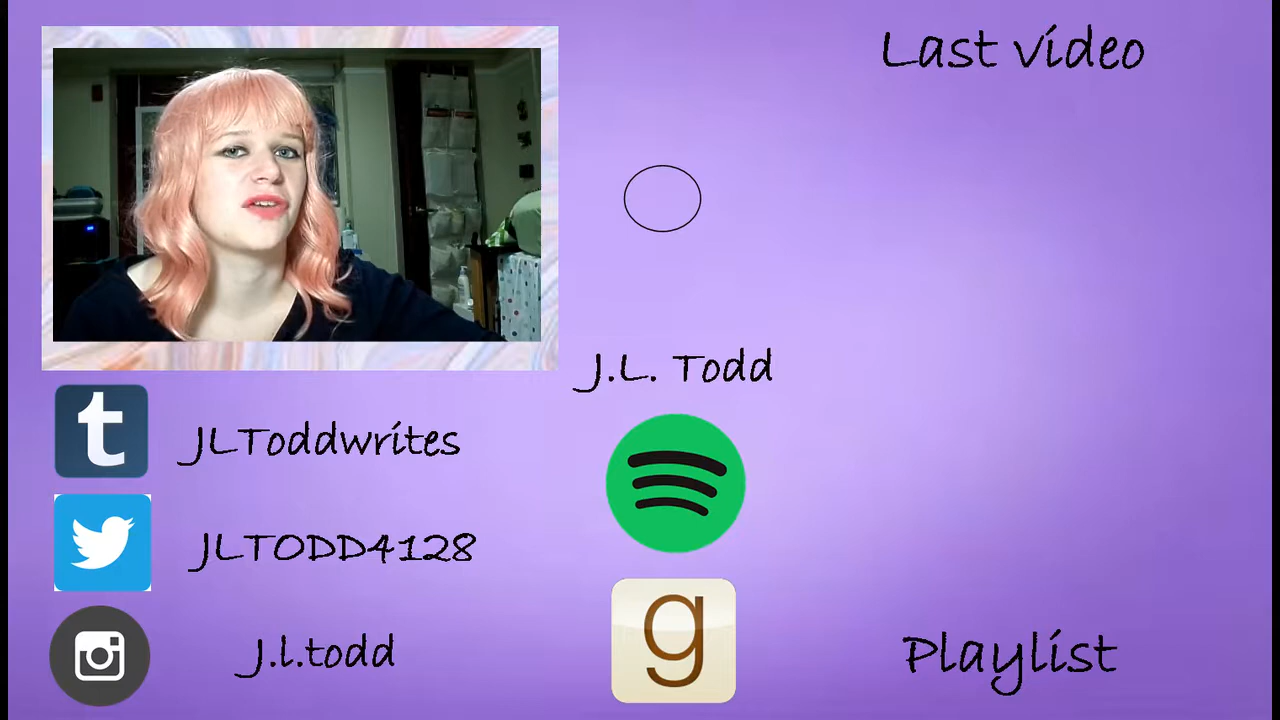 Last video
J.L. Todd
JLToddwrites
JLTODD4128
J.l.todd
Playlist
t
g